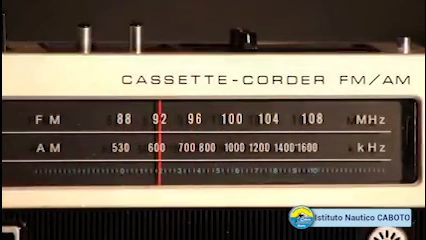 CASSETTE-CORDER FM/AM
FM 88 92 96 100 104 108 MHz
AM 530 600 700 800 1000 1200 1400 1600 kHz
Istituto Nautico CABOTO